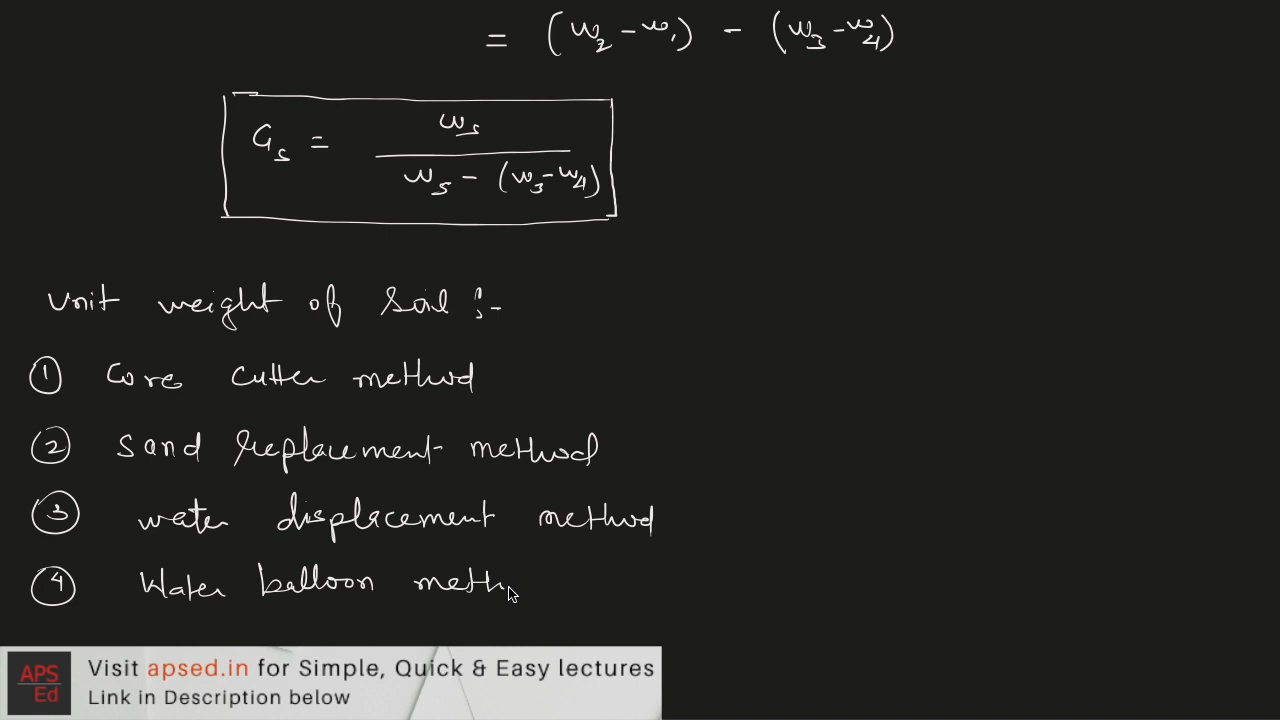 = (w₂ - w₁) - (w₃ - w₄)
Gₛ = wₛ / wₛ - (w₃ - w₄)
Unit weight of Soil :-
① Core cutter method
② Sand replacement method
③ water displacement method
④ Water balloon meth
APS Ed
Visit apsed.in for Simple, Quick & Easy lectures
Link in Description below